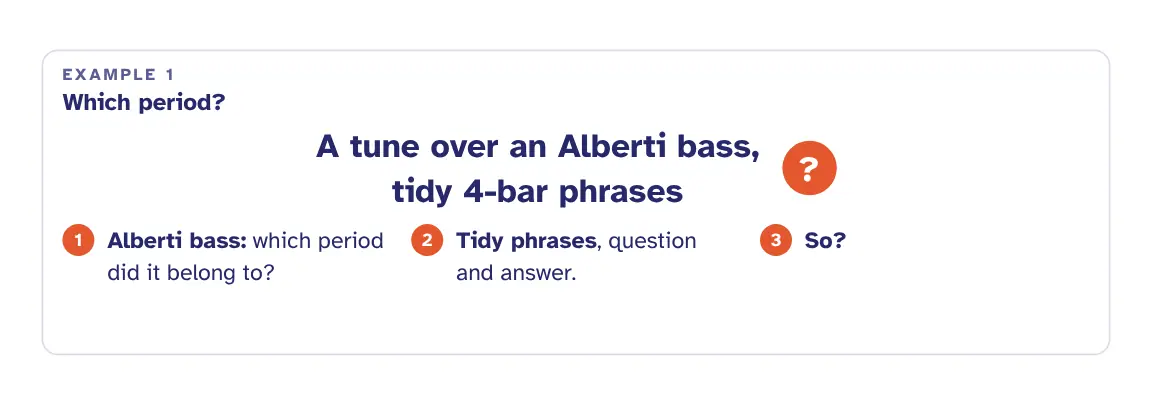 EXAMPLE 1
Which period?
A tune over an Alberti bass,
tidy 4-bar phrases
?
1 Alberti bass: which period
did it belong to?
2 Tidy phrases, question
and answer.
3 So?